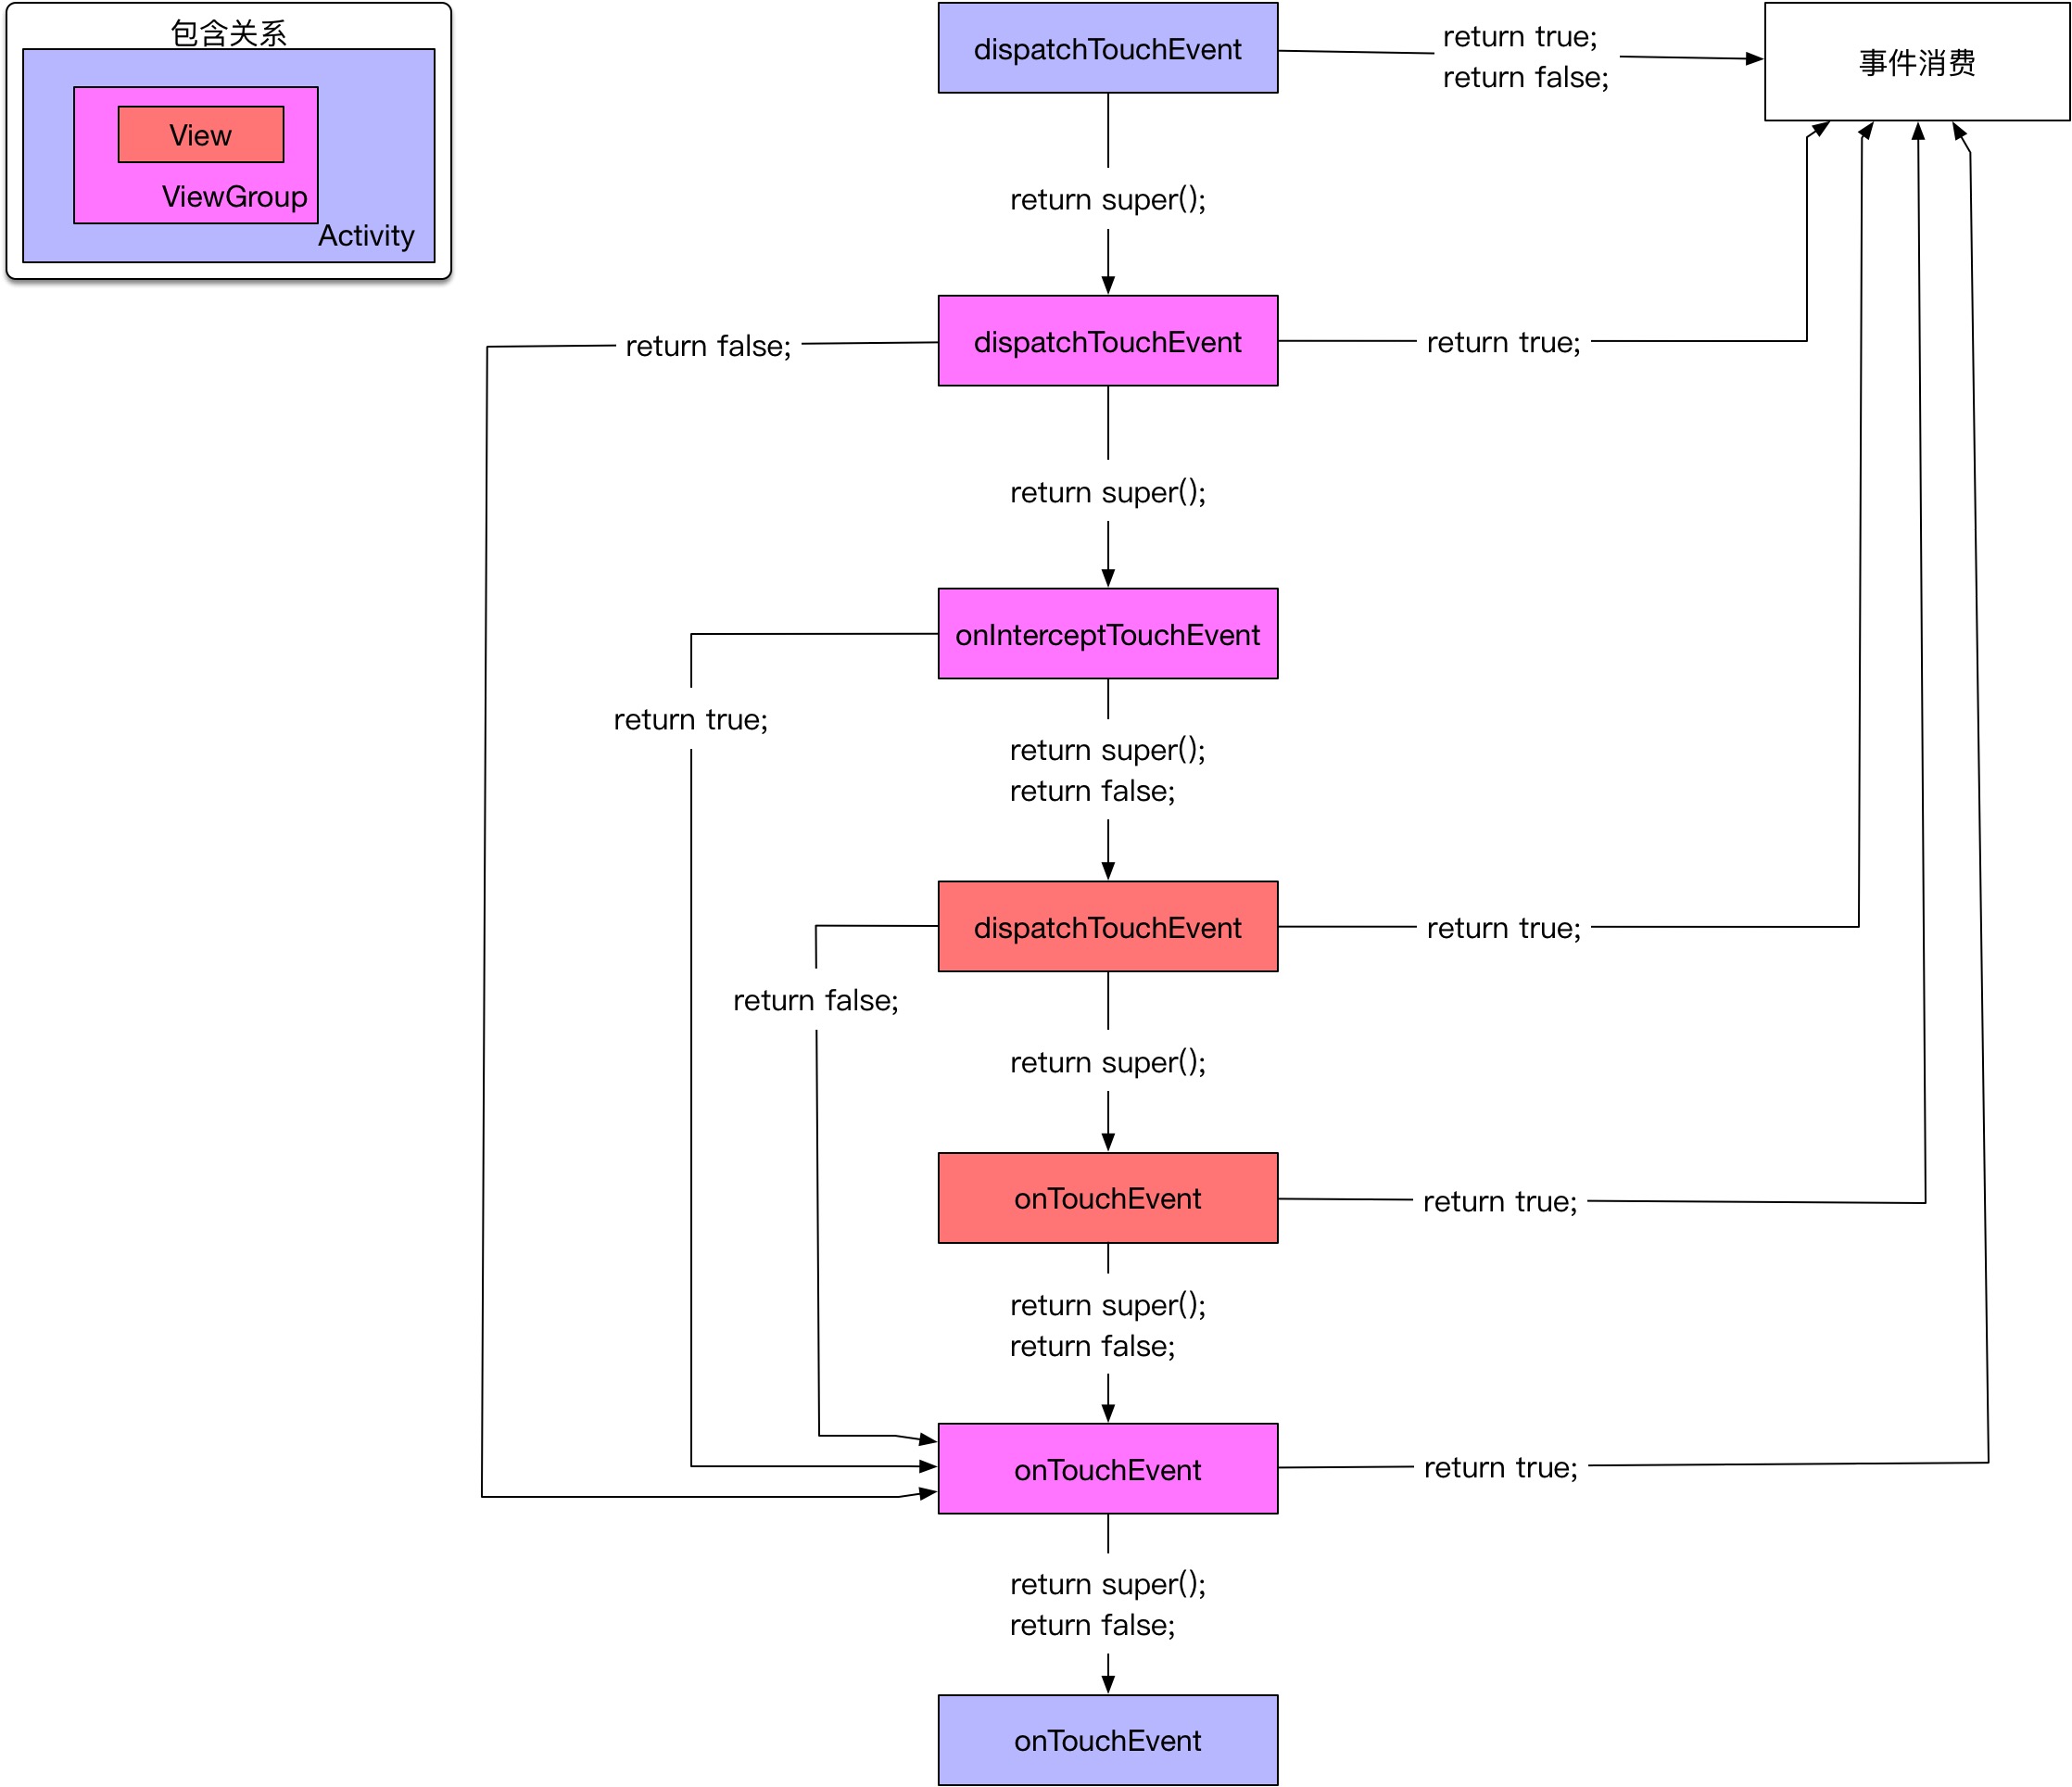 包含关系
View
ViewGroup
Activity
dispatchTouchEvent
return true;
return false;
事件消费
return super();
return false;
dispatchTouchEvent
return true;
return super();
onInterceptTouchEvent
return true;
return super();
return false;
dispatchTouchEvent
return true;
return false;
return super();
onTouchEvent
return true;
return super();
return false;
onTouchEvent
return true;
return super();
return false;
onTouchEvent